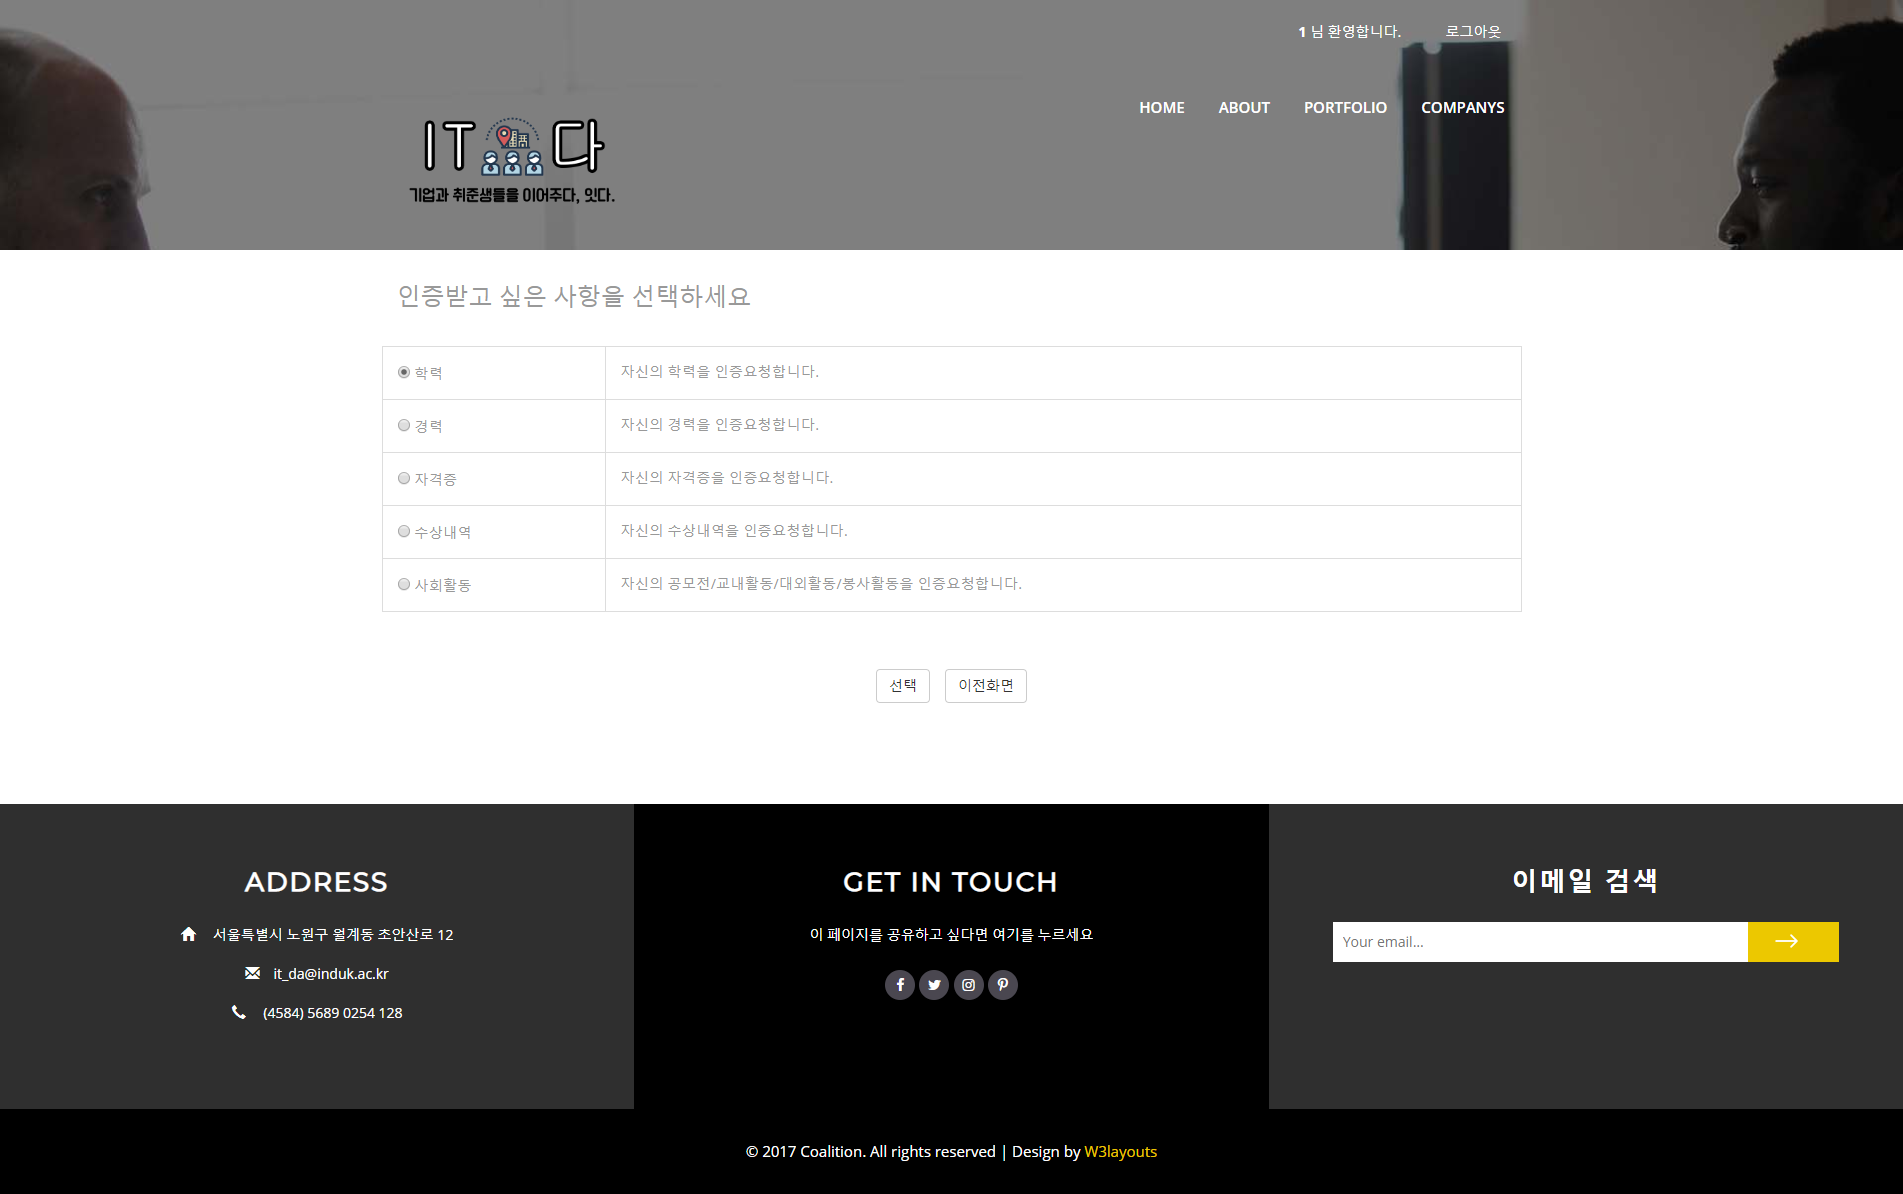 1 님 환영합니다. 로그아웃
HOME ABOUT PORTFOLIO COMPANYS
IT 다
기업과 취준생들을 이어주다, 잇다.
인증받고 싶은 사항을 선택하세요
학력 자신의 학력을 인증요청합니다.
경력 자신의 경력을 인증요청합니다.
자격증 자신의 자격증을 인증요청합니다.
수상내역 자신의 수상내역을 인증요청합니다.
사회활동 자신의 공모전/교내활동/대외활동/봉사활동을 인증요청합니다.
선택 이전화면
ADDRESS
서울특별시 노원구 월계동 초안산로 12
it_da@induk.ac.kr
(4584) 5689 0254 128
GET IN TOUCH
이 페이지를 공유하고 싶다면 여기를 누르세요
이메일 검색
Your email...
© 2017 Coalition. All rights reserved | Design by W3layouts